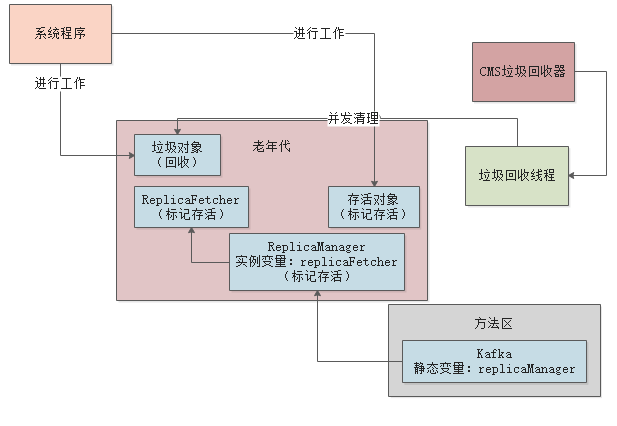 系统程序
进行工作
进行工作
CMS垃圾回收器
并发清理
垃圾对象
（回收）
老年代
垃圾回收线程
ReplicaFetcher
（标记存活）
存活对象
（标记存活）
ReplicaManager
实例变量：replicaFetcher
（标记存活）
方法区
Kafka
静态变量：replicaManager